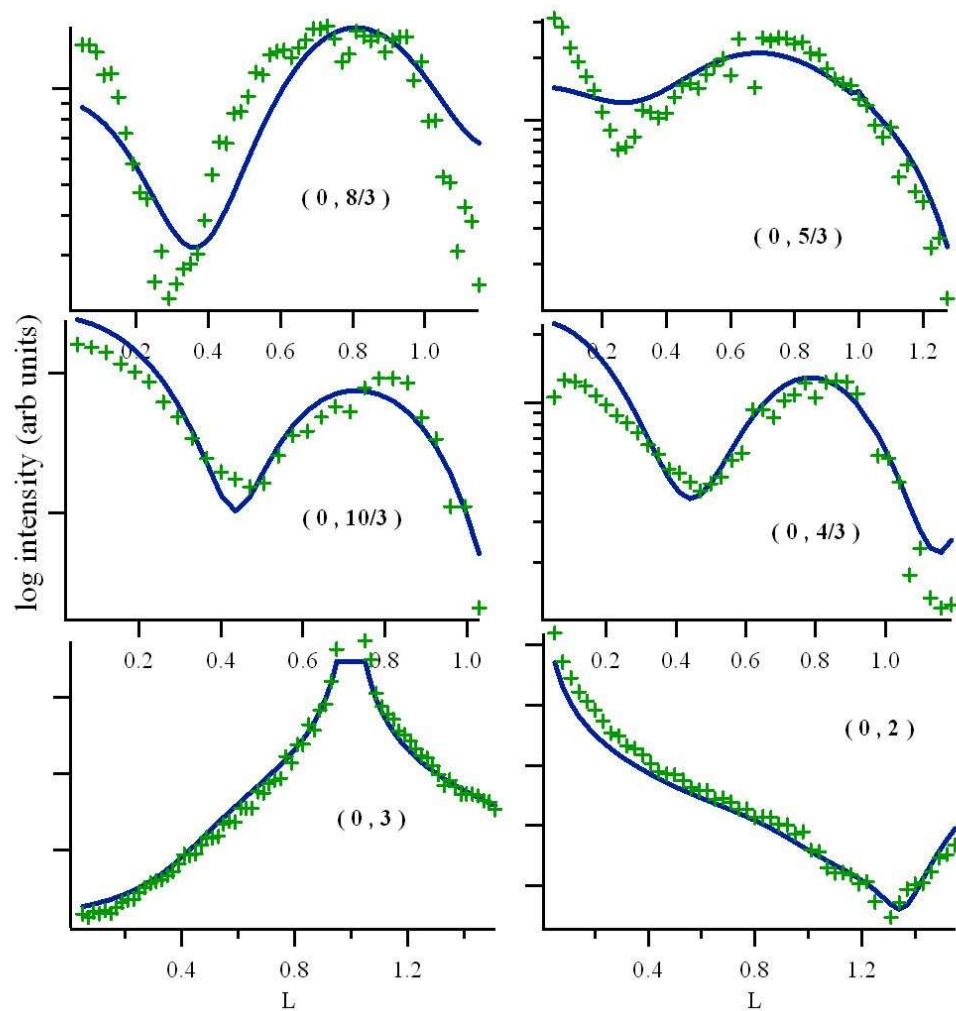 log intensity (arb units)
( 0 , 8/3 )
0.2 0.4 0.6 0.8 1.0
( 0 , 5/3 )
0.2 0.4 0.6 0.8 1.0 1.2
( 0 , 10/3 )
0.2 0.4 0.6 0.8 1.0
( 0 , 4/3 )
0.2 0.4 0.6 0.8 1.0
( 0 , 3 )
0.4 0.8 1.2
L
( 0 , 2 )
0.4 0.8 1.2
L